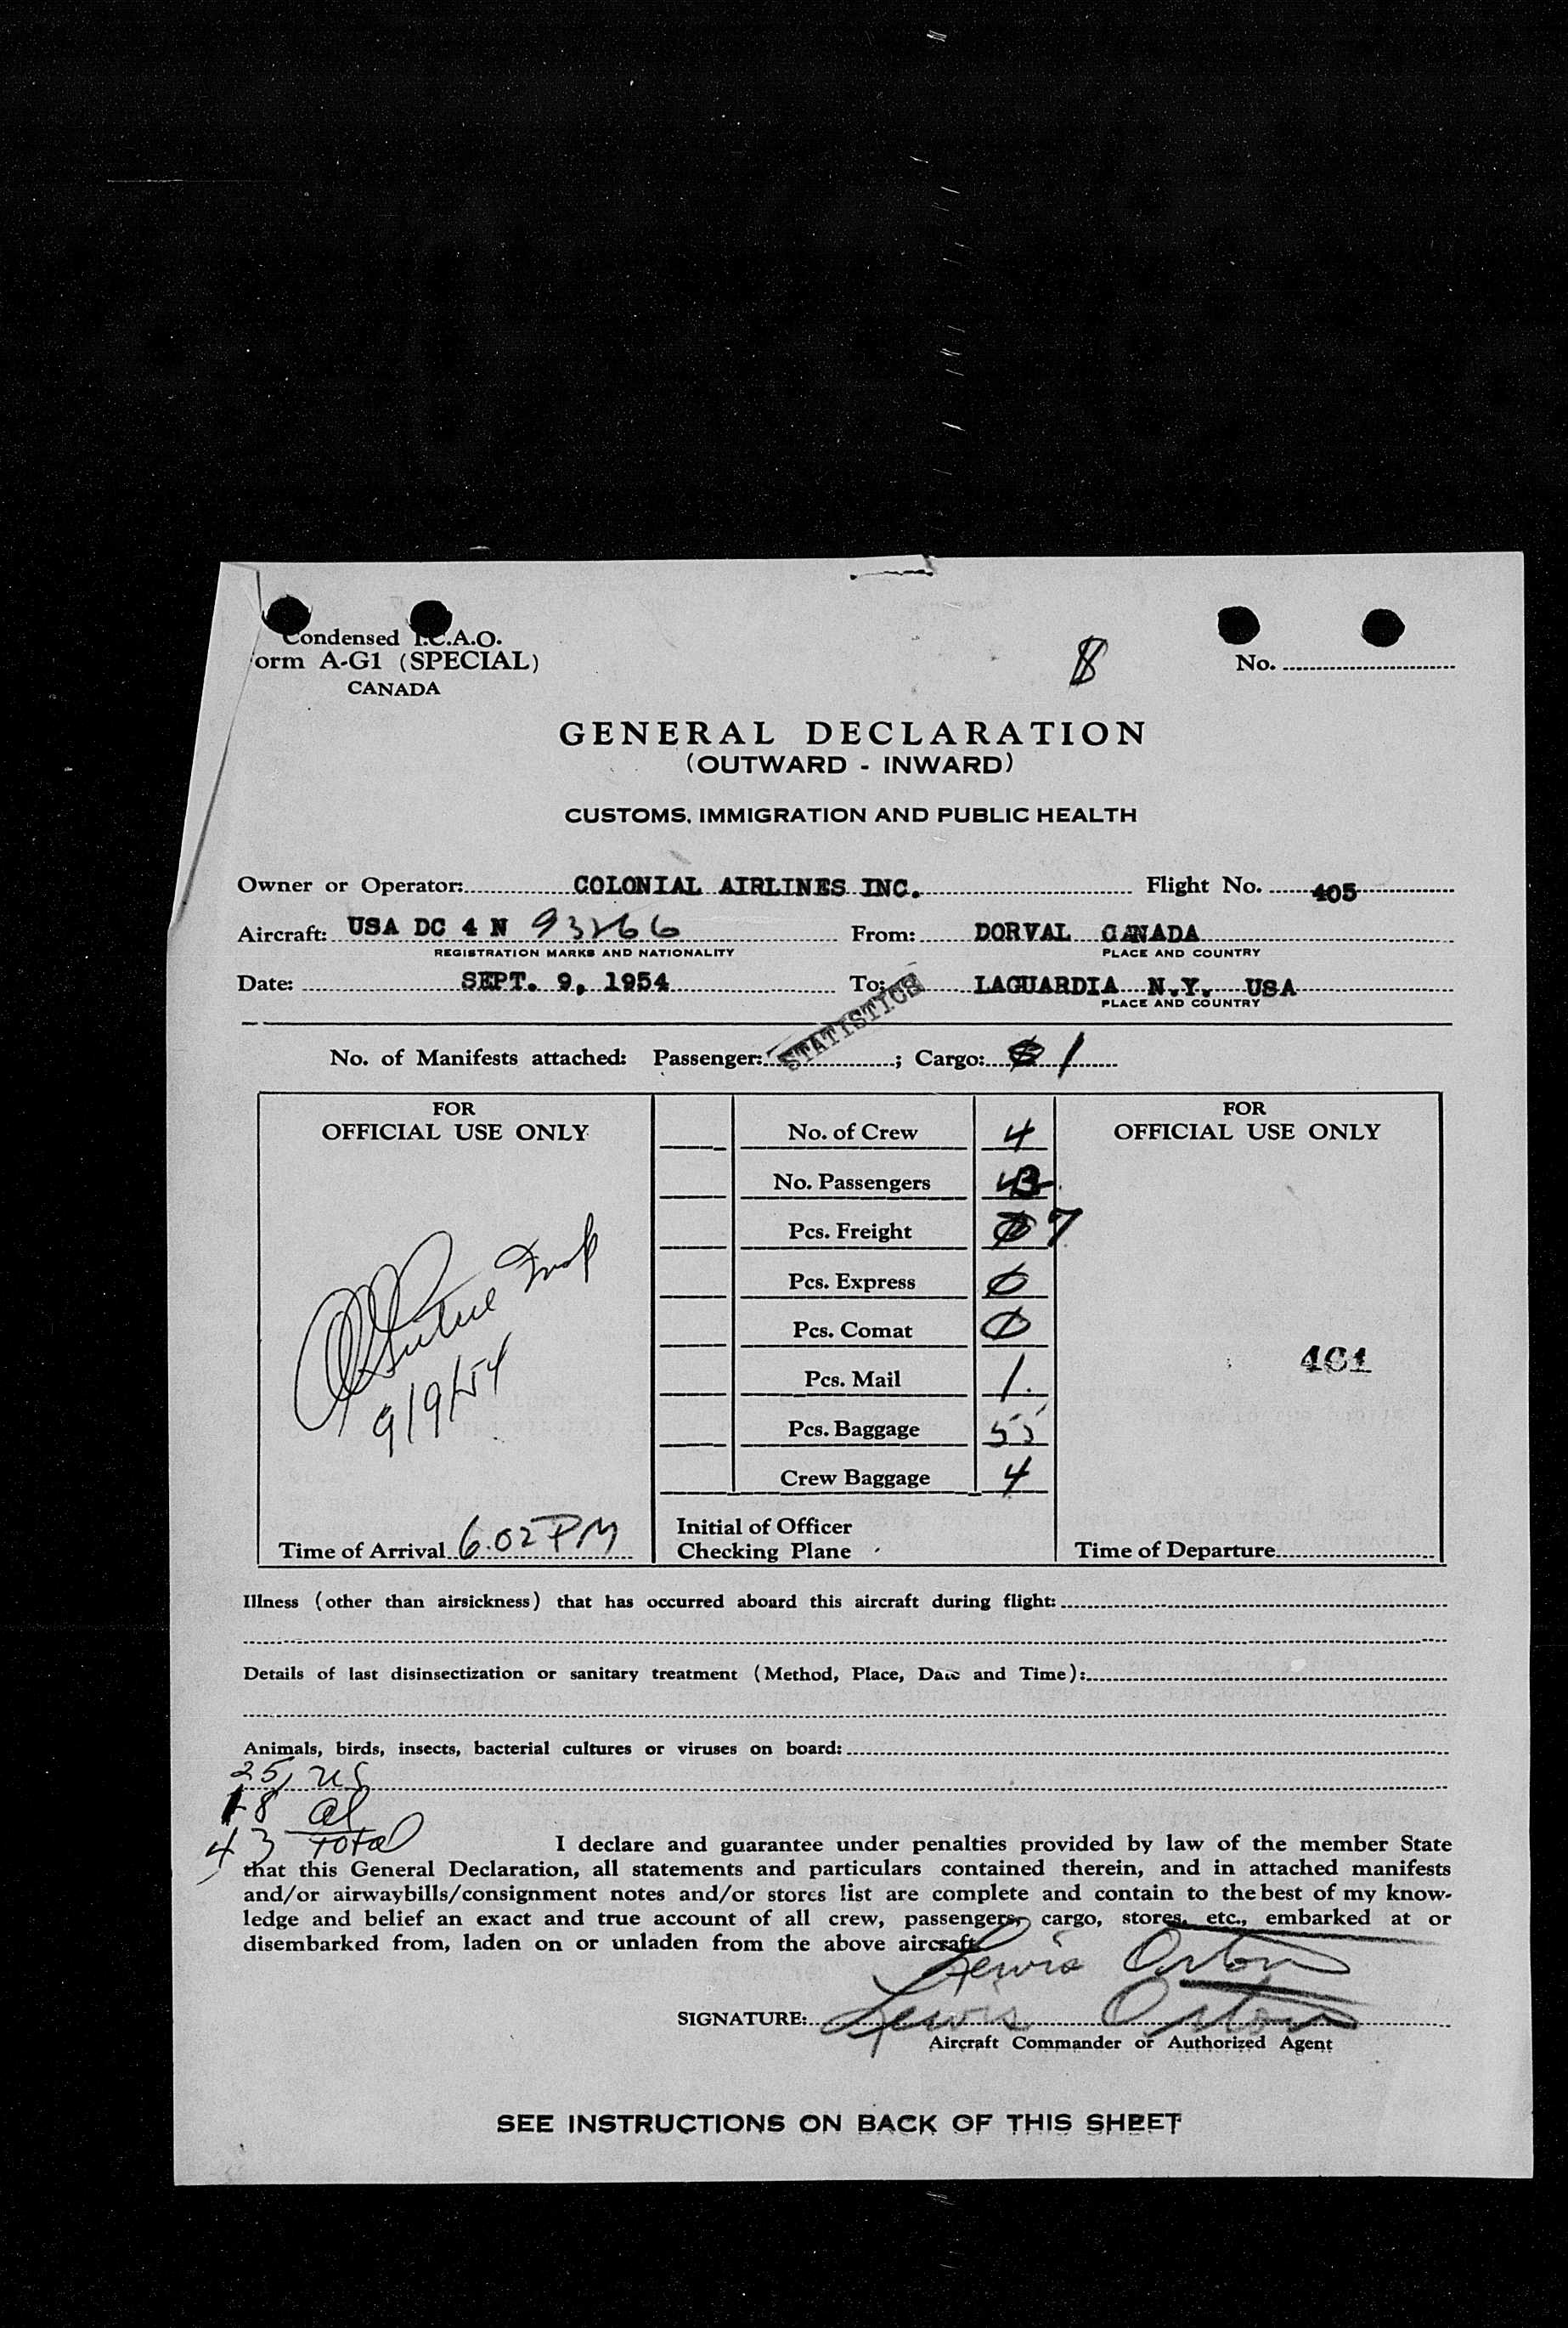 Condensed I.C.A.O.
orm A-G1 (SPECIAL)
CANADA
8
No.
GENERAL DECLARATION
(OUTWARD - INWARD)
CUSTOMS, IMMIGRATION AND PUBLIC HEALTH
Owner or Operator: COLONIAL AIRLINES INC. Flight No. 405
Aircraft: USA DC 4 N 93266 From: DORVAL CANADA
REGISTRATION MARKS AND NATIONALITY PLACE AND COUNTRY
Date: SEPT. 9, 1954 To: LAGUARDIA N.Y. USA
PLACE AND COUNTRY
STATISTICS
No. of Manifests attached: Passenger: ; Cargo: 1
FOR
OFFICIAL USE ONLY
9/9/54
Time of Arrival 6.02 PM
No. of Crew 4
No. Passengers 43
Pcs. Freight 7
Pcs. Express 0
Pcs. Comat 0
Pcs. Mail 1
Pcs. Baggage 55
Crew Baggage 4
Initial of Officer
Checking Plane
FOR
OFFICIAL USE ONLY
461
Time of Departure
Illness (other than airsickness) that has occurred aboard this aircraft during flight:
Details of last disinsectization or sanitary treatment (Method, Place, Date and Time):
Animals, birds, insects, bacterial cultures or viruses on board:
25 US
18 al
43 Total
I declare and guarantee under penalties provided by law of the member State
that this General Declaration, all statements and particulars contained therein, and in attached manifests
and/or airwaybills/consignment notes and/or stores list are complete and contain to the best of my know-
ledge and belief an exact and true account of all crew, passengers, cargo, stores, etc., embarked at or
disembarked from, laden on or unladen from the above aircraft.
Lewis Orton
SIGNATURE: Lewis Orton
Aircraft Commander or Authorized Agent
SEE INSTRUCTIONS ON BACK OF THIS SHEET